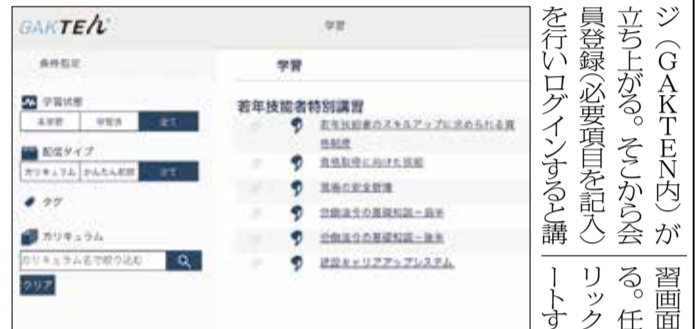 GAKTEN
学習
条件指定
学習状態
未学習
学習済
全て
配信タイプ
カリキュラム
かんたん教材
全て
タグ
カリキュラム
カリキュラム名で絞り込む
クリア
学習
若年技能者特別講習
若年技能者のスキルアップに求められる資
格制度
資格取得に向けた技能
現場の安全管理
労働法令の基礎知識－前半
労働法令の基礎知識－後半
建設キャリアアップシステム
ジ（GAKTEN内）が
立ち上がる。そこから会
員登録（必要項目を記入）
を行いログインすると講
習画面
る。任
リック
ートす